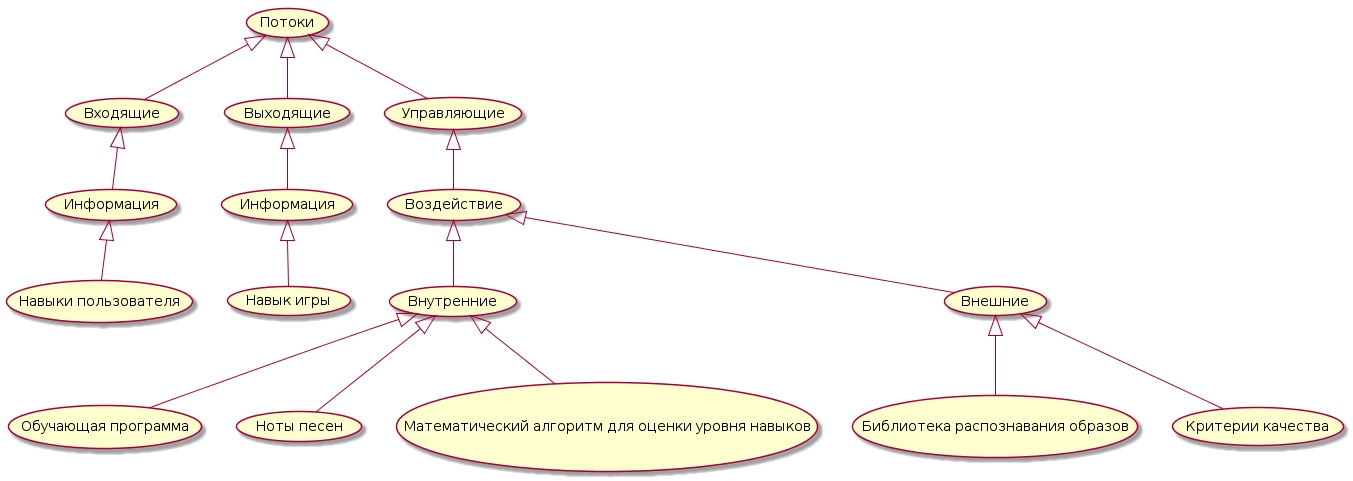 Потоки
Входящие
Выходящие
Управляющие
Информация
Информация
Воздействие
Навыки пользователя
Навык игры
Внутренние
Внешние
Обучающая программа
Ноты песен
Математический алгоритм для оценки уровня навыков
Библиотека распознавания образов
Критерии качества